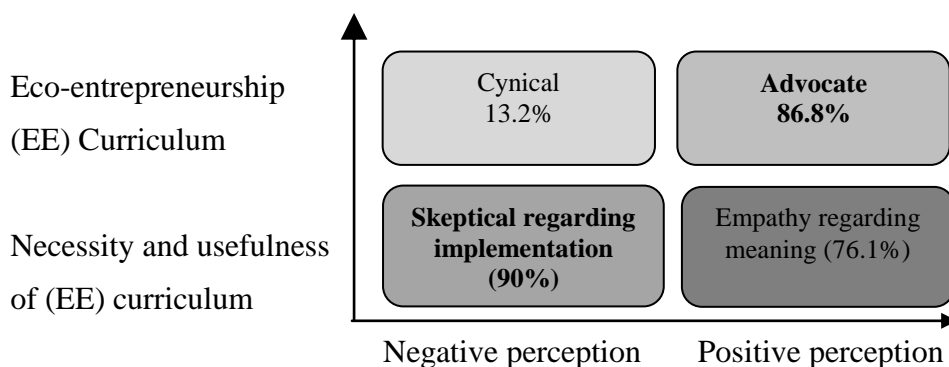 Eco-entrepreneurship
(EE) Curriculum
Cynical
13.2%
Advocate
86.8%
Necessity and usefulness
of (EE) curriculum
Skeptical regarding
implementation
(90%)
Empathy regarding
meaning (76.1%)
Negative perception
Positive perception